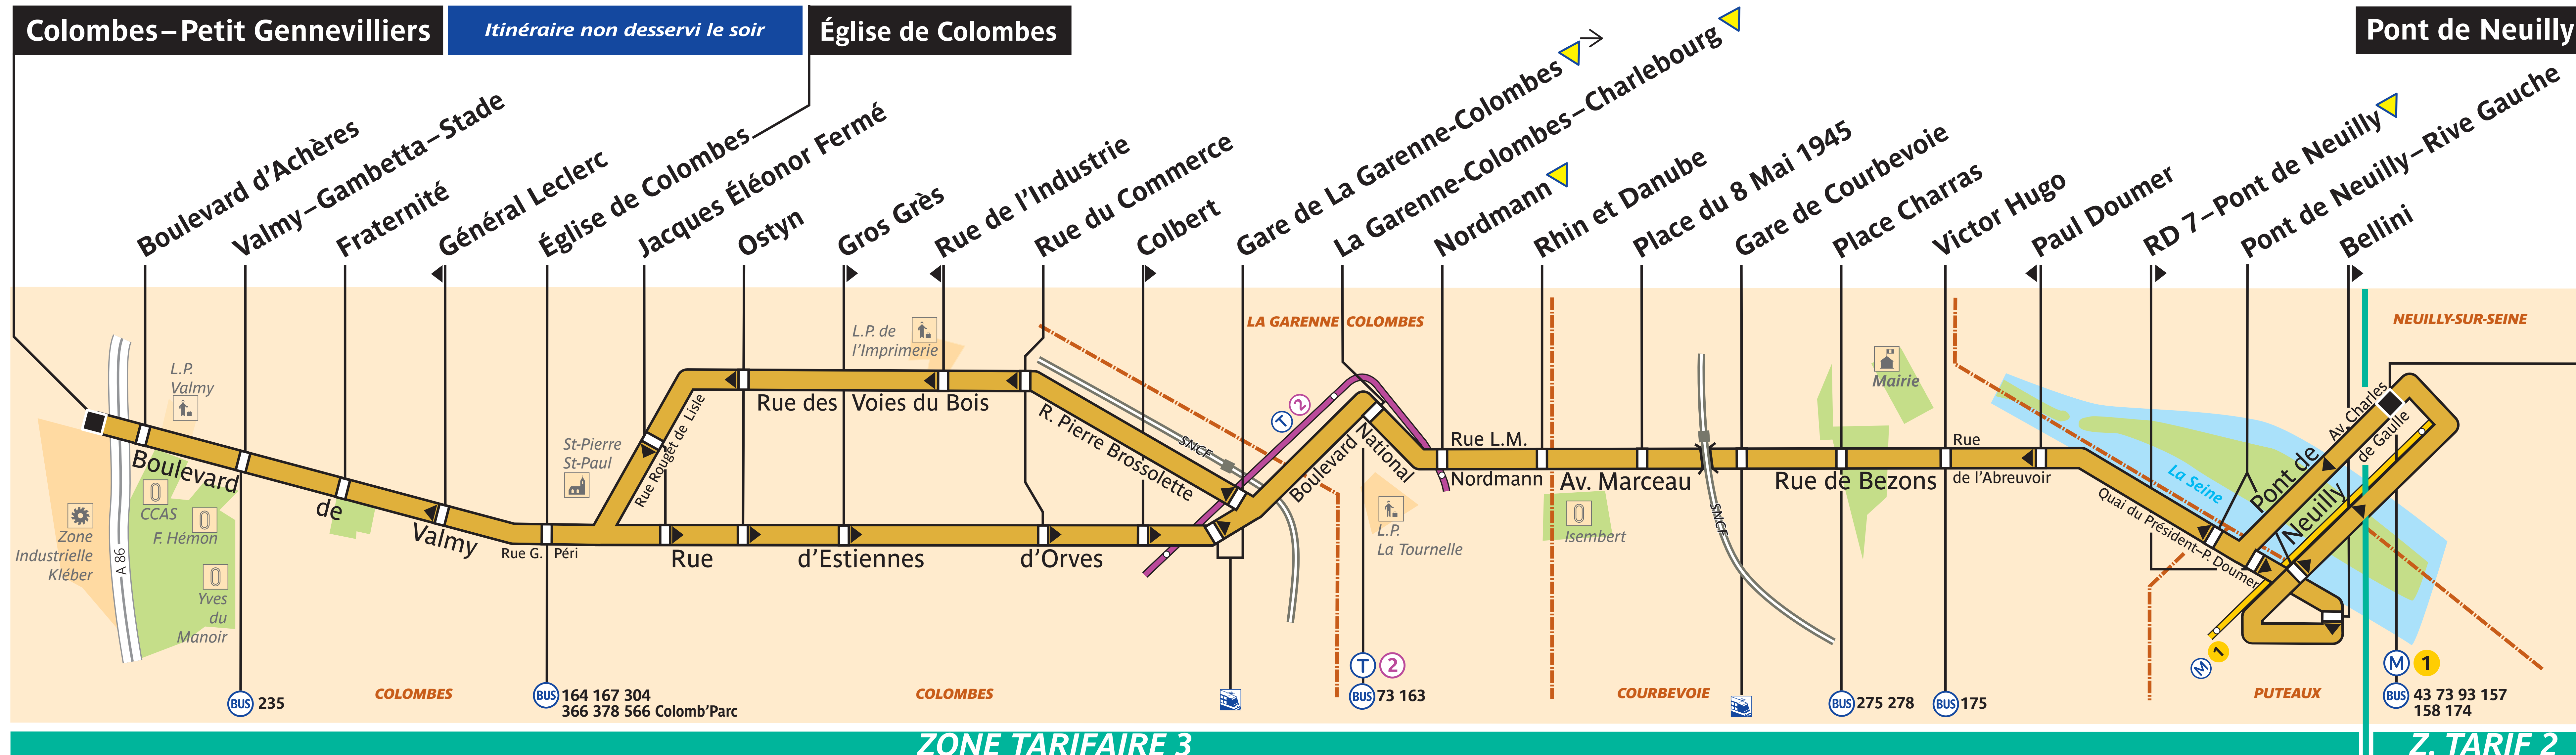 Colombes–Petit Gennevilliers
Itinéraire non desservi le soir
Église de Colombes
Pont de Neuilly
Boulevard d'Achères
Valmy–Gambetta–Stade
Fraternité
Général Leclerc
Église de Colombes
Jacques Éléonor Fermé
Ostyn
Gros Grès
Rue de l'Industrie
Rue du Commerce
Colbert
Gare de La Garenne-Colombes
La Garenne-Colombes–Charlebourg
Nordmann
Rhin et Danube
Place du 8 Mai 1945
Gare de Courbevoie
Place Charras
Victor Hugo
Paul Doumer
RD 7–Pont de Neuilly
Pont de Neuilly–Rive Gauche
Bellini
LA GARENNE COLOMBES
NEUILLY-SUR-SEINE
L.P.
Valmy
L.P. de
l'Imprimerie
Mairie
St-Pierre
St-Paul
Rue Rouget de Lisle
Rue des Voies du Bois
R. Pierre Brossolette
SNCF
T 2
Boulevard
National
Rue L.M.
Nordmann
Av. Marceau
SNCF
Rue de Bezons
Rue
de l'Abreuvoir
La Seine
Quai du Président–P. Doumer
Pont de
Neuilly
Av. Charles
de Gaulle
Boulevard
de
Valmy
Rue G. Péri
Rue d'Estiennes d'Orves
CCAS
F. Hémon
Zone
Industrielle
Kléber
A 86
Yves
du
Manoir
L.P.
La Tournelle
Isembert
M 1
BUS 235
COLOMBES
BUS 164 167 304
366 378 566 Colomb'Parc
COLOMBES
T 2
BUS 73 163
COURBEVOIE
BUS 275 278
BUS 175
PUTEAUX
M 1
BUS 43 73 93 157
158 174
ZONE TARIFAIRE 3
Z. TARIF 2